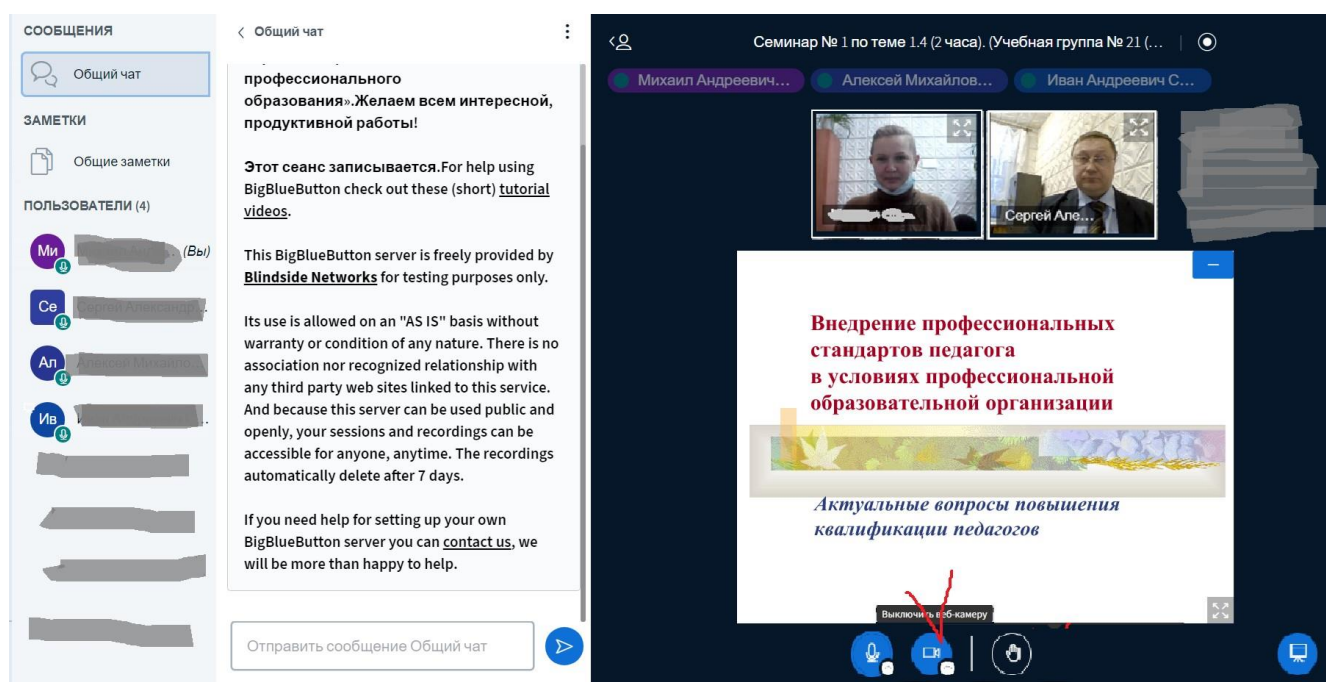 СООБЩЕНИЯ
Общий чат
ЗАМЕТКИ
Общие заметки
ПОЛЬЗОВАТЕЛИ (4)
Ми
(Вы)
Се
Ал
Ив
Общий чат
профессионального
образования».Желаем всем интересной,
продуктивной работы!
Этот сеанс записывается.For help using
BigBlueButton check out these (short) tutorial
videos.
This BigBlueButton server is freely provided by
Blindside Networks for testing purposes only.
Its use is allowed on an "AS IS" basis without
warranty or condition of any nature. There is no
association nor recognized relationship with
any third party web sites linked to this service.
And because this server can be used public and
openly, your sessions and recordings can be
accessible for anyone, anytime. The recordings
automatically delete after 7 days.
If you need help for setting up your own
BigBlueButton server you can contact us, we
will be more than happy to help.
Отправить сообщение Общий чат
Семинар № 1 по теме 1.4 (2 часа). (Учебная группа № 21 (...
Михаил Андреевич...
Алексей Михайлов...
Иван Андреевич С...
Сергей Але...
Внедрение профессиональных
стандартов педагога
в условиях профессиональной
образовательной организации
Актуальные вопросы повышения
квалификации педагогов
Выключить веб-камеру